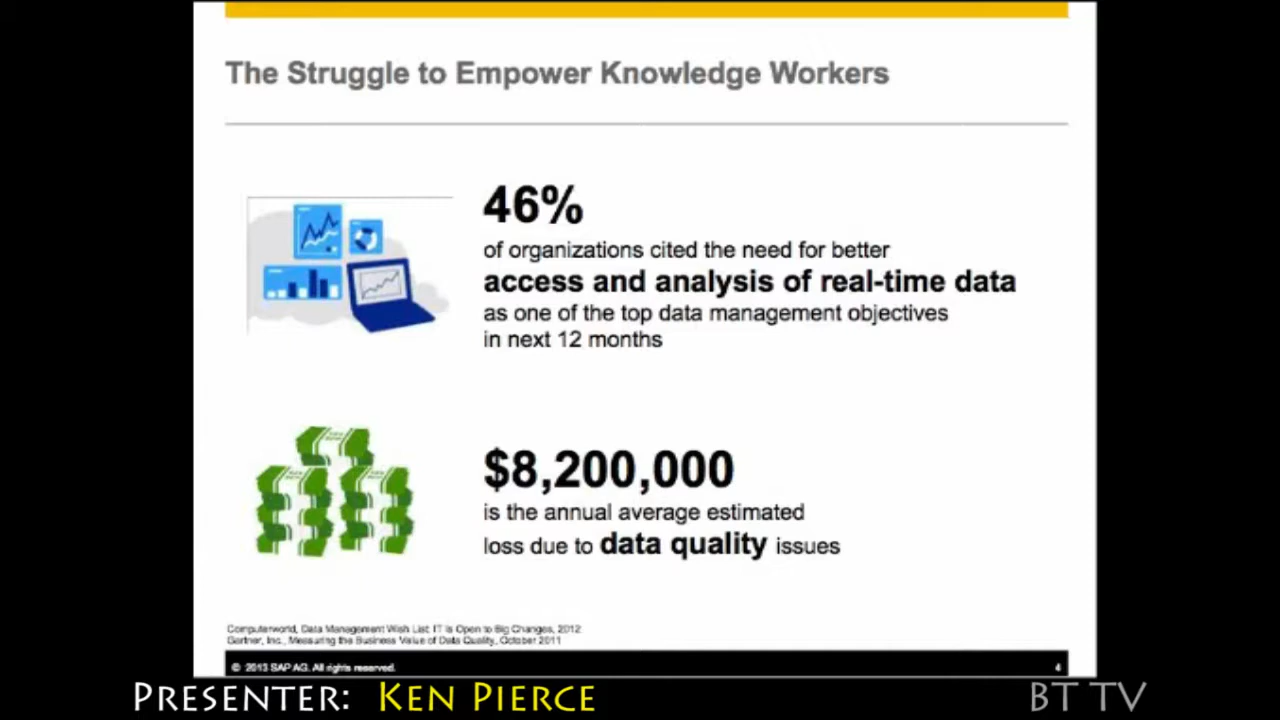 The Struggle to Empower Knowledge Workers
46%
of organizations cited the need for better
access and analysis of real-time data
as one of the top data management objectives
in next 12 months
$8,200,000
is the annual average estimated
loss due to data quality issues
Computerworld, Data Management Wish List: IT Is Open to Big Changes, 2012
Gartner, Inc., Measuring the Business Value of Data Quality, October 2011
© 2013 SAP AG. All rights reserved.
4
PRESENTER: KEN PIERCE
BT TV